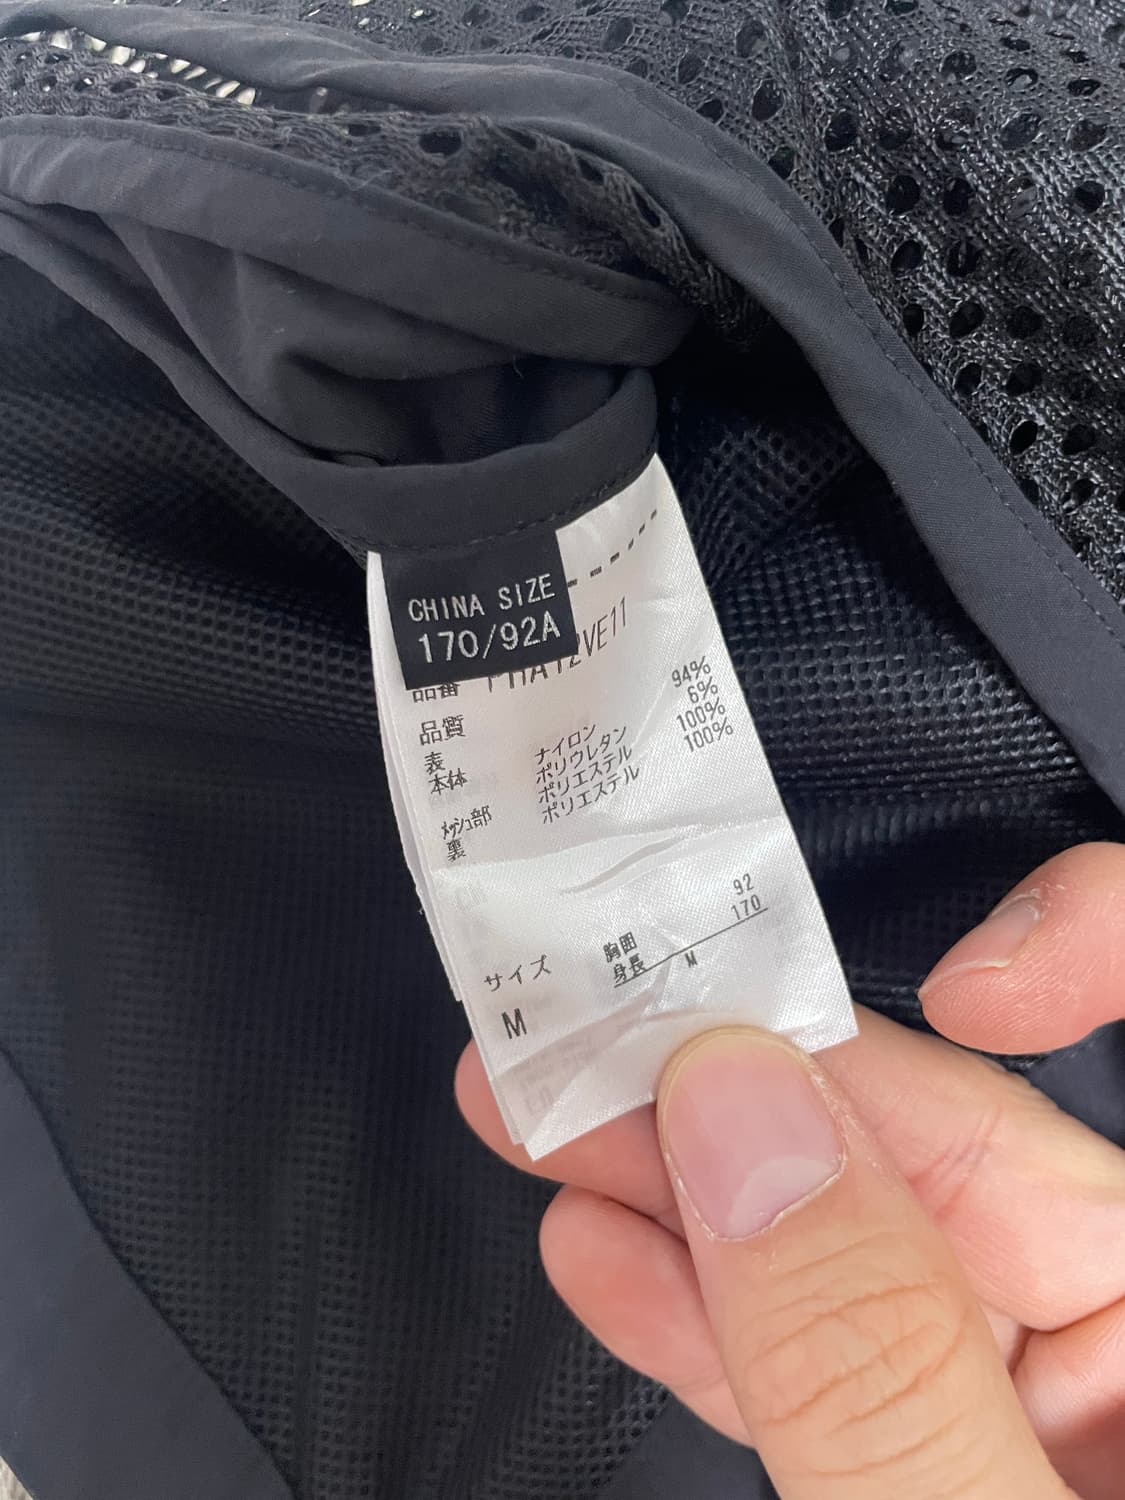 CHINA SIZE
170/92A
品番 PHA12VE11
品質
表
本体 ナイロン 94%
ポリウレタン 6%
メッシュ部 ポリエステル 100%
裏 ポリエステル 100%
サイズ 胸囲 92
身長 170
M M